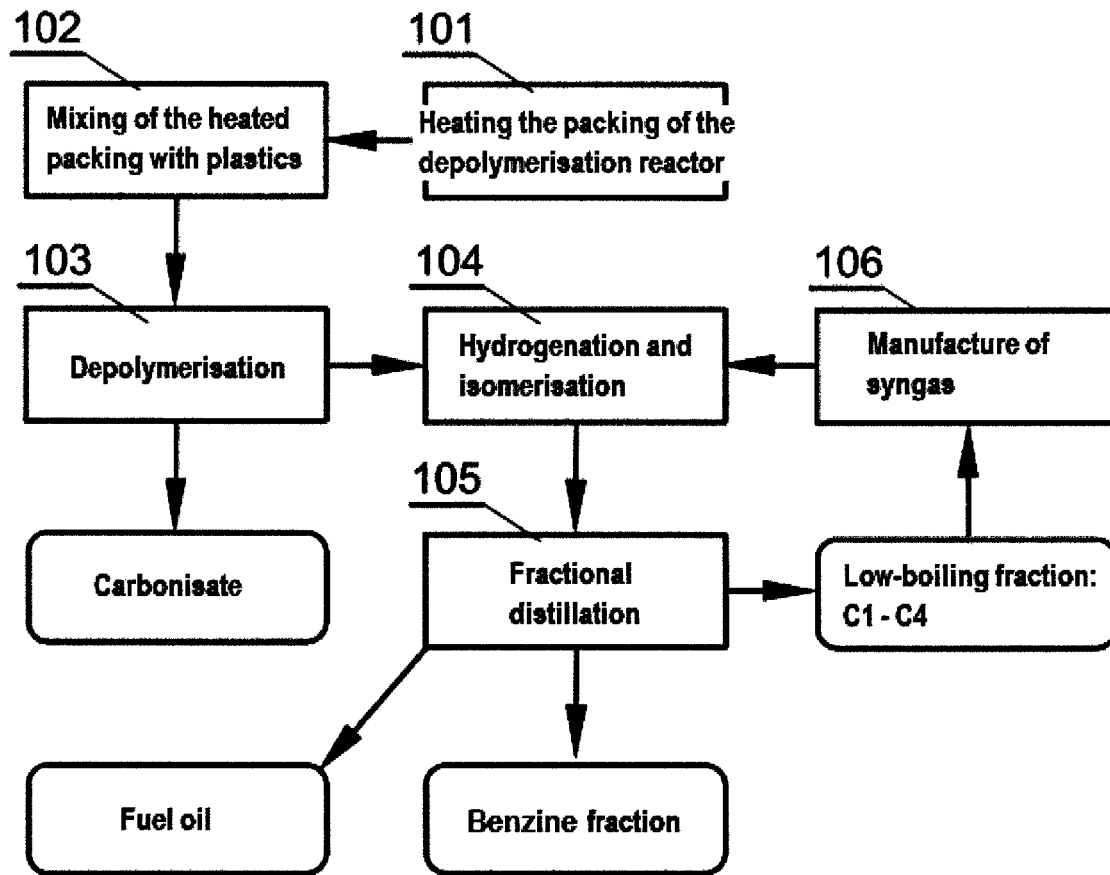 102
101
Mixing of the heated
packing with plastics
Heating the packing of the
depolymerisation reactor
103
104
106
Depolymerisation
Hydrogenation and
isomerisation
Manufacture of
syngas
105
Carbonisate
Fractional
distillation
Low-boiling fraction:
C1 - C4
Fuel oil
Benzine fraction